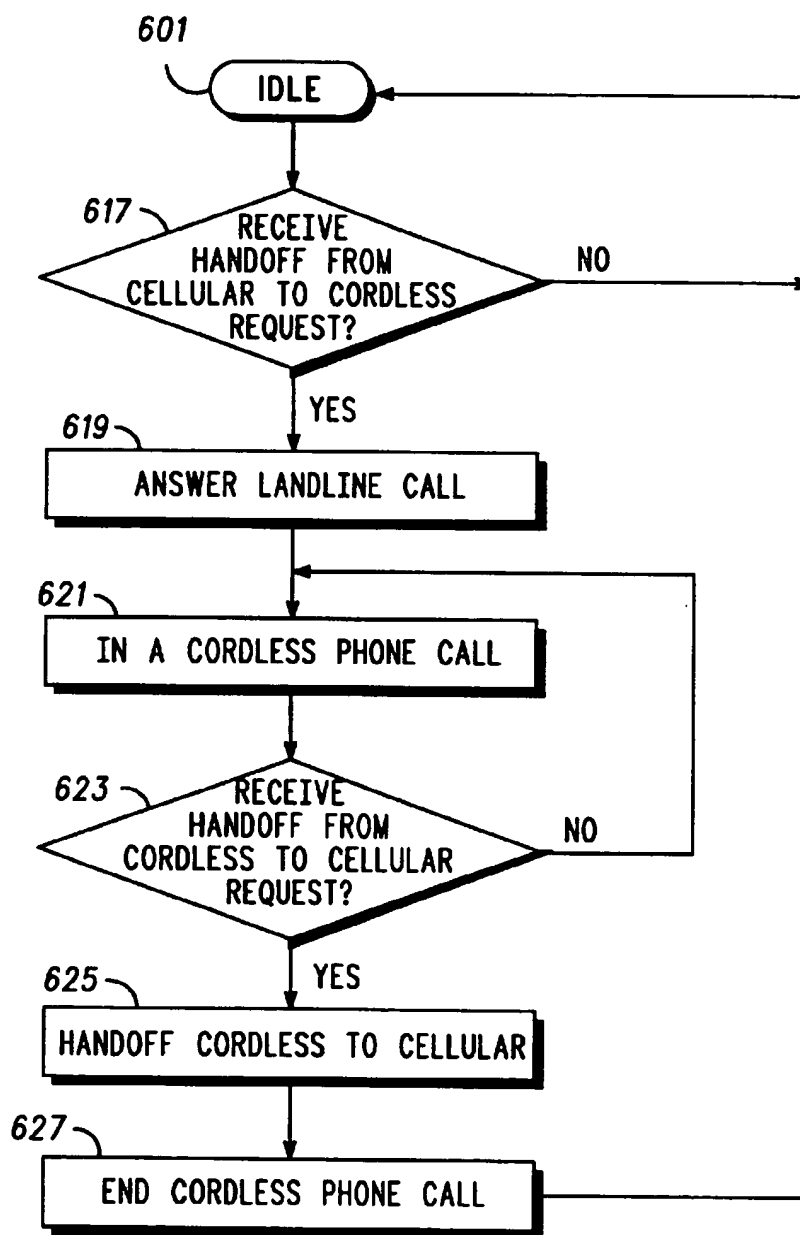 601
IDLE
617
RECEIVE
HANDOFF FROM
CELLULAR TO CORDLESS
REQUEST?
NO
YES
619
ANSWER LANDLINE CALL
621
IN A CORDLESS PHONE CALL
623
RECEIVE
HANDOFF FROM
CORDLESS TO CELLULAR
REQUEST?
NO
YES
625
HANDOFF CORDLESS TO CELLULAR
627
END CORDLESS PHONE CALL